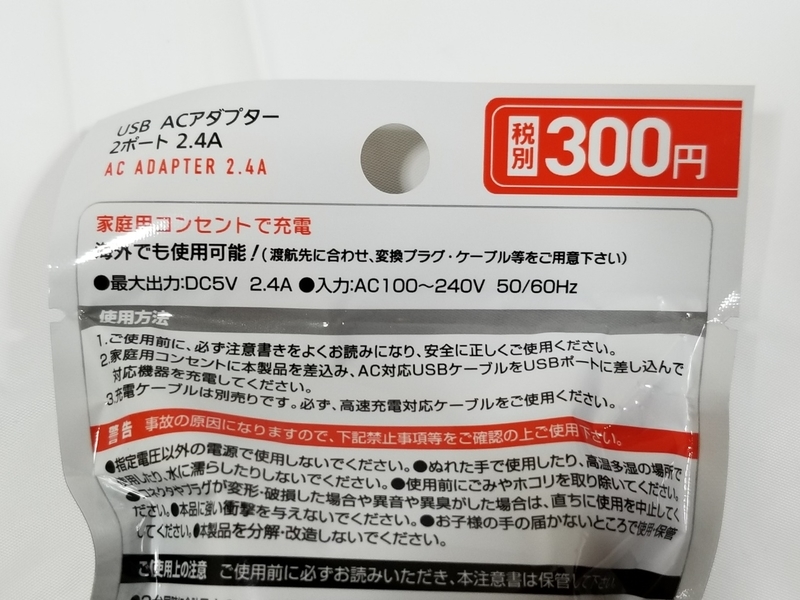 USB ACアダプター
2ポート 2.4A
AC ADAPTER 2.4A
税別300円
家庭用コンセントで充電
海外でも使用可能!(渡航先に合わせ、変換プラグ・ケーブル等をご用意下さい)
●最大出力:DC5V 2.4A ●入力:AC100〜240V 50/60Hz
使用方法
1.ご使用前に、必ず注意書きをよくお読みになり、安全に正しくご使用ください。
2.家庭用コンセントに本製品を差込み、AC対応USBケーブルをUSBポートに差し込んで
対応機器を充電してください。
3.充電ケーブルは別売りです。必ず、高速充電対応ケーブルをご使用ください。
警告 事故の原因になりますので、下記禁止事項等をご確認の上ご使用下さい。
●指定電圧以外の電源で使用しないでください。●ぬれた手で使用したり、高温多湿の場所で
使用したり、水に濡らしたりしないでください。●使用前にごみやホコリを取り除いてください。
●コネクタやプラグが変形・破損した場合や異音や異臭がした場合は、直ちに使用を中止してく
ださい。●本品に強い衝撃を与えないでください。●お子様の手の届かないところで使用・保管
してください。●本製品を分解・改造しないでください。
ご使用上の注意 ご使用前に必ずお読みいただき、本注意書は保管して下さい